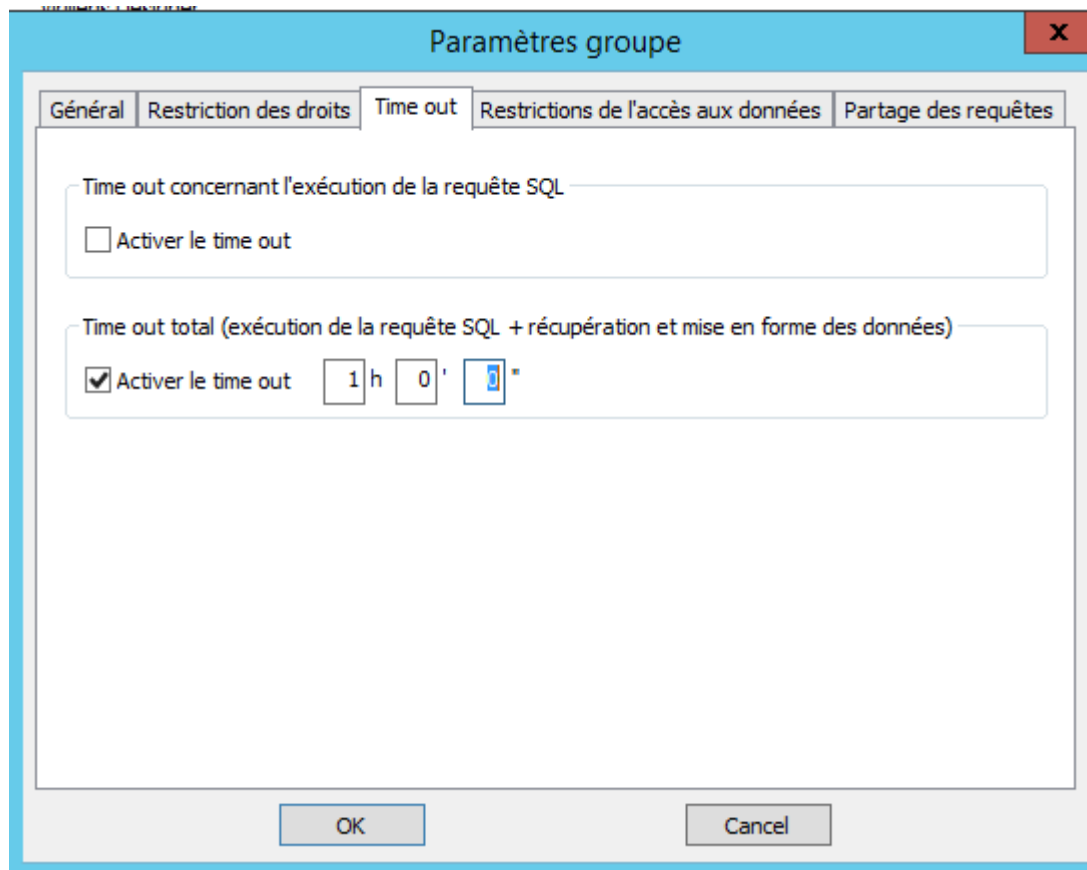 Paramètres groupe
x
Général Restriction des droits Time out Restrictions de l'accès aux données Partage des requêtes
Time out concernant l'exécution de la requête SQL
Activer le time out
Time out total (exécution de la requête SQL + récupération et mise en forme des données)
Activer le time out 1 h 0 ' 0 "
OK Cancel